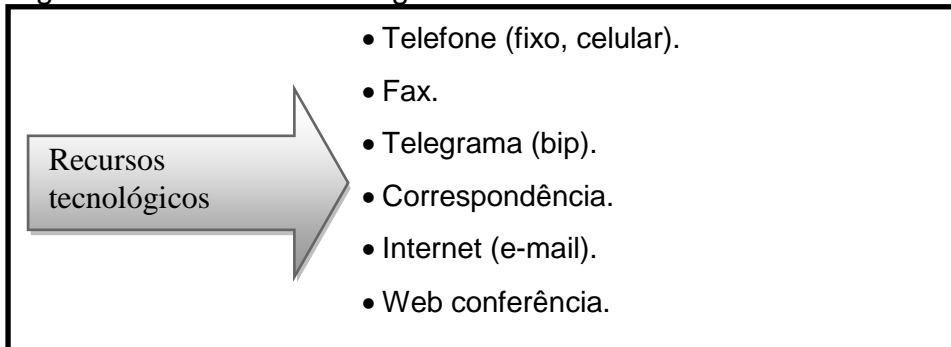 Recursos
tecnológicos
• Telefone (fixo, celular).
• Fax.
• Telegrama (bip).
• Correspondência.
• Internet (e-mail).
• Web conferência.